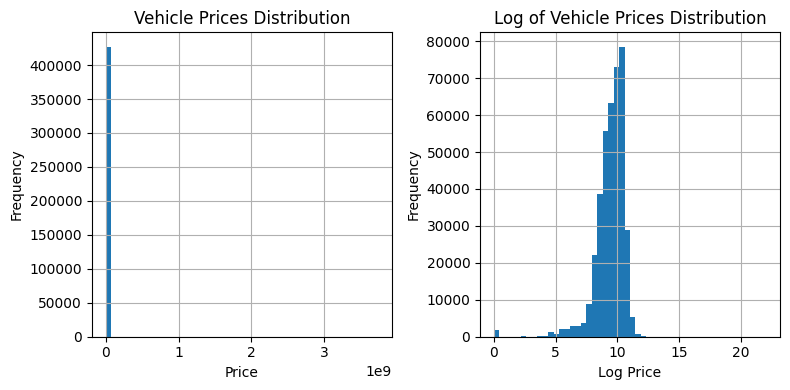 Vehicle Prices Distribution
400000
350000
300000
250000
200000
150000
100000
50000
0
Frequency
0 1 2 3
1e9
Price
Log of Vehicle Prices Distribution
80000
70000
60000
50000
40000
30000
20000
10000
0
Frequency
0 5 10 15 20
Log Price